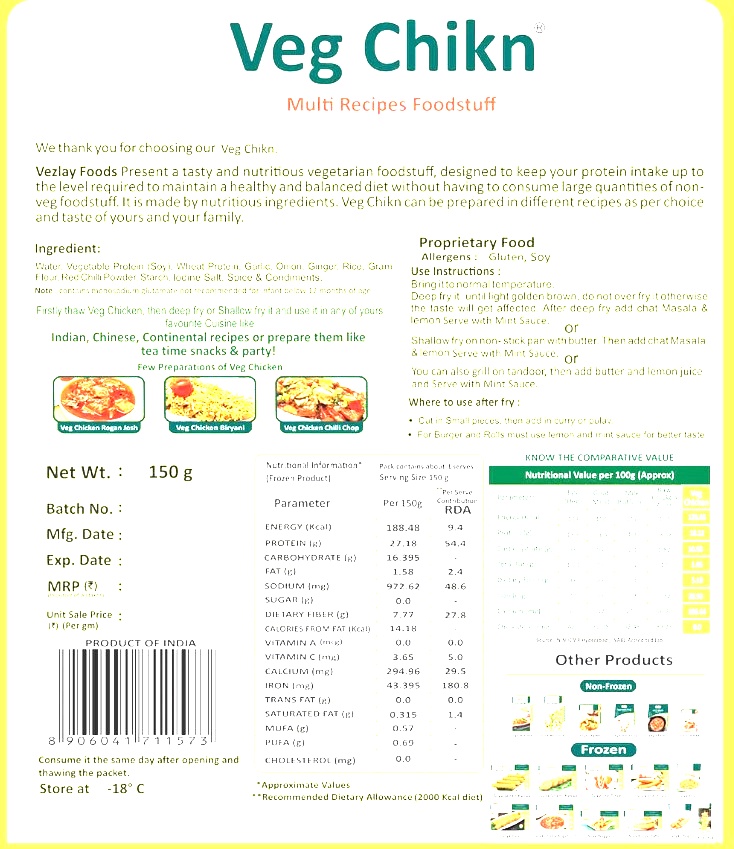 Veg Chikn®
Multi Recipes Foodstuff
We thank you for choosing our Veg Chikn.
Vezlay Foods Present a tasty and nutritious vegetarian foodstuff, designed to keep your protein intake up to
the level required to maintain a healthy and balanced diet without having to consume large quantities of non-
veg foodstuff. It is made by nutritious ingredients. Veg Chikn can be prepared in different recipes as per choice
and taste of yours and your family.
Ingredient:
Water, Vegetable Protein (Soy), Wheat Protein, Garlic, Onion, Ginger, Rice, Gram
Flour, Red Chilli Powder, Starch, Iodine Salt, Spice & Condiments.
Note: contains monosodium glutamate not recommended for infant below 12 months of age
Firstly thaw Veg Chicken, then deep fry or Shallow fry it and use it in any of yours
favourite Cuisine like
Indian, Chinese, Continental recipes or prepare them like
tea time snacks & party!
Few Preparations of Veg Chicken
Veg Chicken Rogan Josh
Veg Chicken Biryani
Veg Chicken Chilli Chop
Proprietary Food
Allergens : Gluten, Soy
Use Instructions :
Bring it to normal temperature.
Deep fry it until light golden brown, do not over fry it otherwise
the taste will get affected. After deep fry add chat Masala &
lemon Serve with Mint Sauce.
Or
Shallow fry on non-stick pan with butter. Then add chat Masala
& lemon Serve with Mint Sauce.
Or
You can also grill on tandoor, then add butter and lemon juice
and Serve with Mint Sauce.
Where to use after fry :
• Cut in Small pieces, then add in curry or pulav
• For Burger and Rolls must use lemon and mint sauce for better taste
Net Wt. : 150 g
Batch No. :
Mfg. Date :
Exp. Date :
MRP (₹) :
Unit Sale Price :
(₹) (Per gm)
PRODUCT OF INDIA
8 906041 711573
Consume it the same day after opening and
thawing the packet.
Store at -18° C
Nutritional Information* Pack contains about 1 serves
(Frozen Product) Serving Size 150 g
Parameter Per 150g **Per Serve Contribution RDA
ENERGY (Kcal) 188.48 9.4
PROTEIN (g) 27.18 54.4
CARBOHYDRATE (g) 16.395 -
FAT (g) 1.58 2.4
SODIUM (mg) 972.62 48.6
SUGAR (g) 0.0 -
DIETARY FIBER (g) 7.77 27.8
CALORIES FROM FAT (Kcal) 14.18 -
VITAMIN A (mcg) 0.0 0.0
VITAMIN C (mg) 3.65 5.0
CALCIUM (mg) 294.96 29.5
IRON (mg) 43.395 180.8
TRANS FAT (g) 0.0 0.0
SATURATED FAT (g) 0.315 1.4
MUFA (g) 0.57 -
PUFA (g) 0.69 -
CHOLESTEROL (mg) 0.0 -
*Approximate Values
**Recommended Dietary Allowance (2000 Kcal diet)
KNOW THE COMPARATIVE VALUE
Nutritional Value per 100g (Approx)
Other Products
Non-Frozen
Frozen